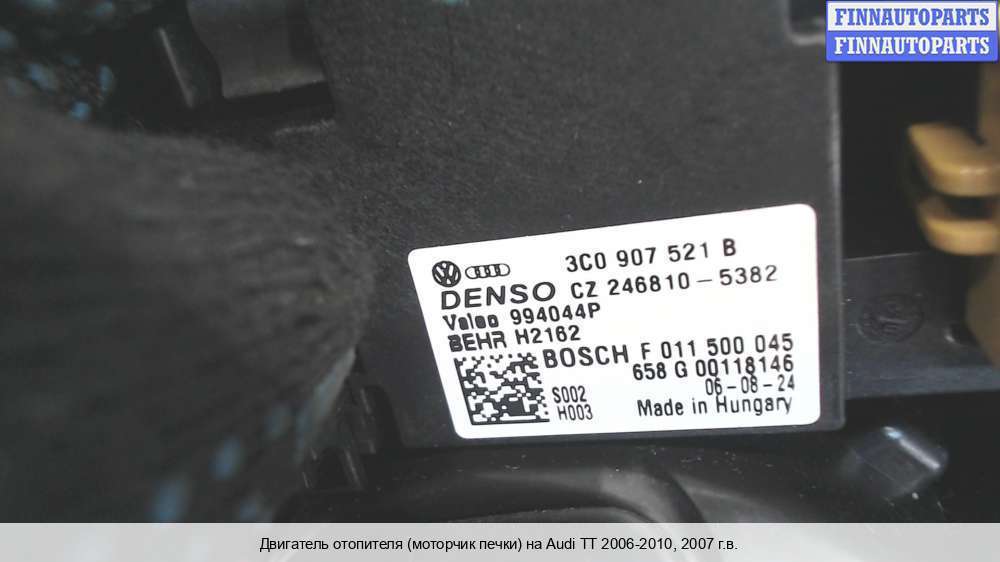 FINNAUTOPARTS
FINNAUTOPARTS
3C0 907 521 B
DENSO CZ 246810-5382
Valeo 994044P
BEHR H2162
BOSCH F 011 500 045
658 G 00118146
06-08-24
S002
H003
Made in Hungary
Двигатель отопителя (моторчик печки) на Audi TT 2006-2010, 2007 г.в.